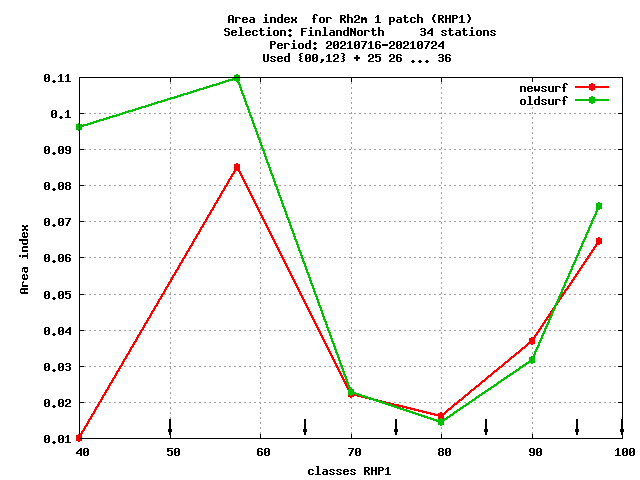 Area index  for Rh2m 1 patch (RHP1)
Selection: FinlandNorth     34 stations
Period: 20210716-20210724
Used {00,12} + 25 26 ... 36
newsurf
oldsurf
0.11
0.1
0.09
0.08
0.07
0.06
0.05
0.04
0.03
0.02
0.01
Area index
40 50 60 70 80 90 100
classes RHP1